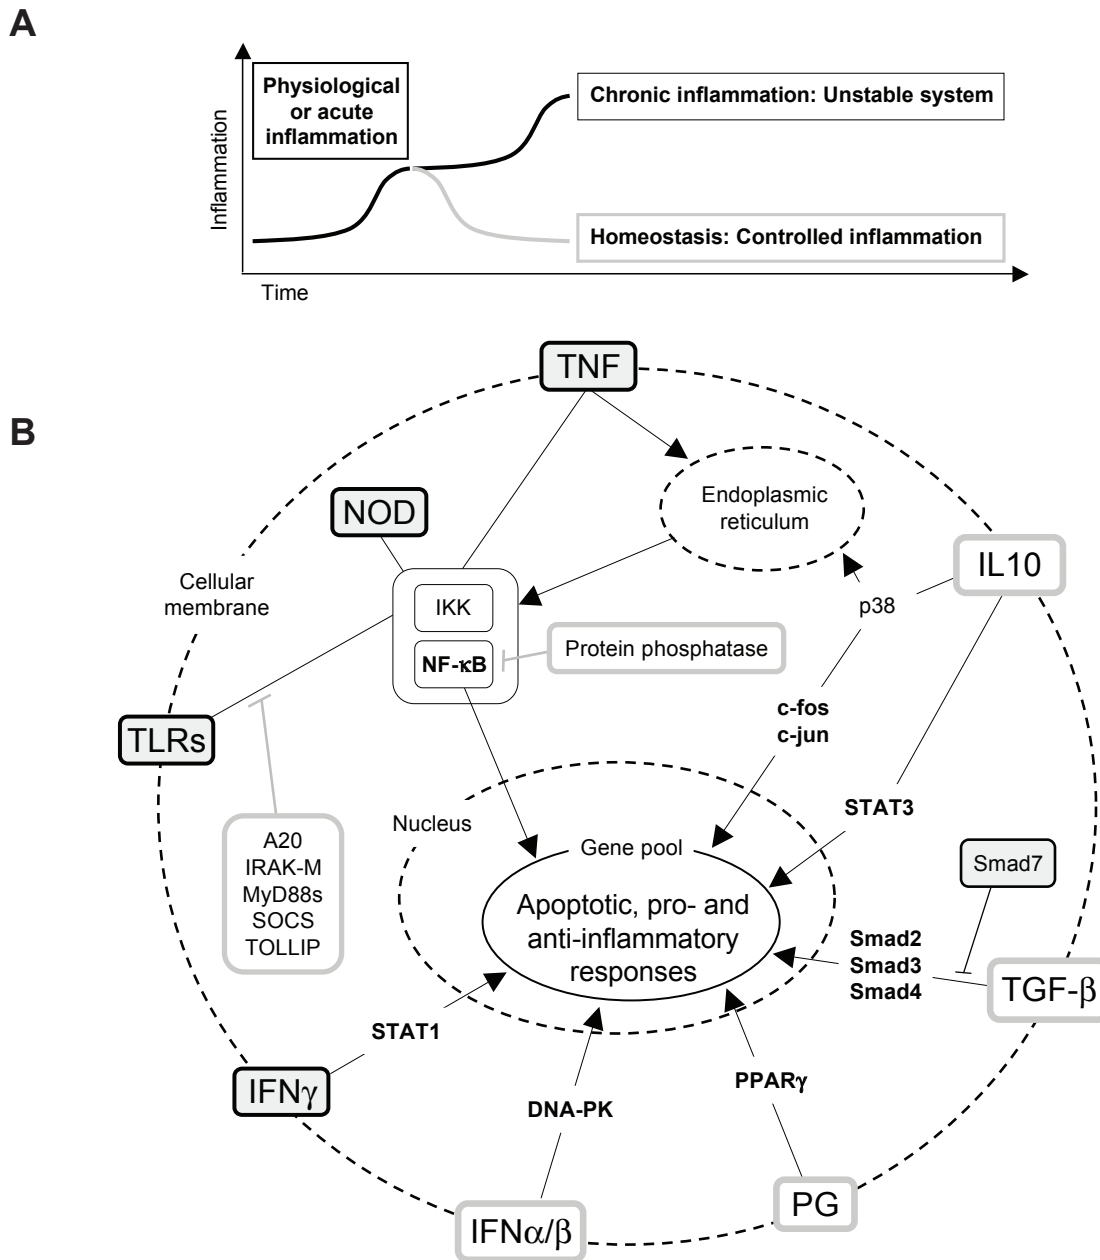 A
Physiological
or acute
inflammation
Chronic inflammation: Unstable system
Homeostasis: Controlled inflammation
Inflammation
Time
B
TNF
NOD
Endoplasmic
reticulum
IL10
Cellular
membrane
IKK
p38
NF-κB
Protein phosphatase
c-fos
c-jun
TLRs
STAT3
Nucleus
Gene pool
A20
IRAK-M
MyD88s
SOCS
TOLLIP
Smad7
Apoptotic, pro- and
anti-inflammatory
responses
Smad2
Smad3
Smad4
TGF-β
STAT1
IFNγ
PPARγ
DNA-PK
PG
IFNα/β